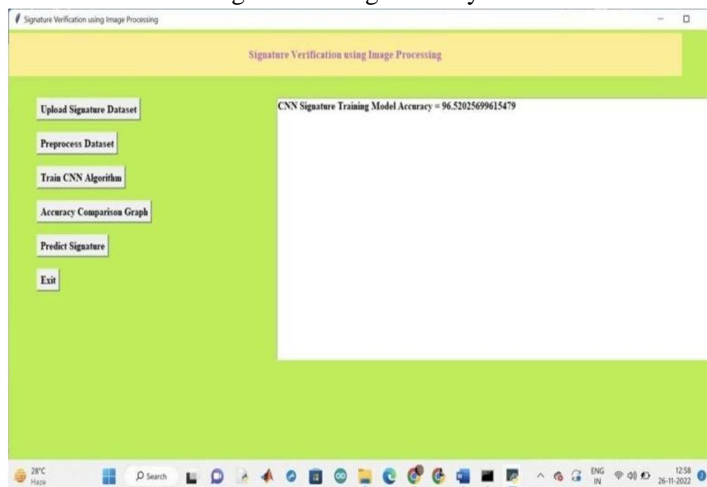 Signature Verification using Image Processing
Signature Verification using Image Processing
Upload Signature Dataset
CNN Signature Training Model Accuracy = 96.52025699615479
Preprocess Dataset
Train CNN Algorithm
Accuracy Comparison Graph
Predict Signature
Exit
28°C
Haze
Search
ENG
IN
12:58
26-11-2022